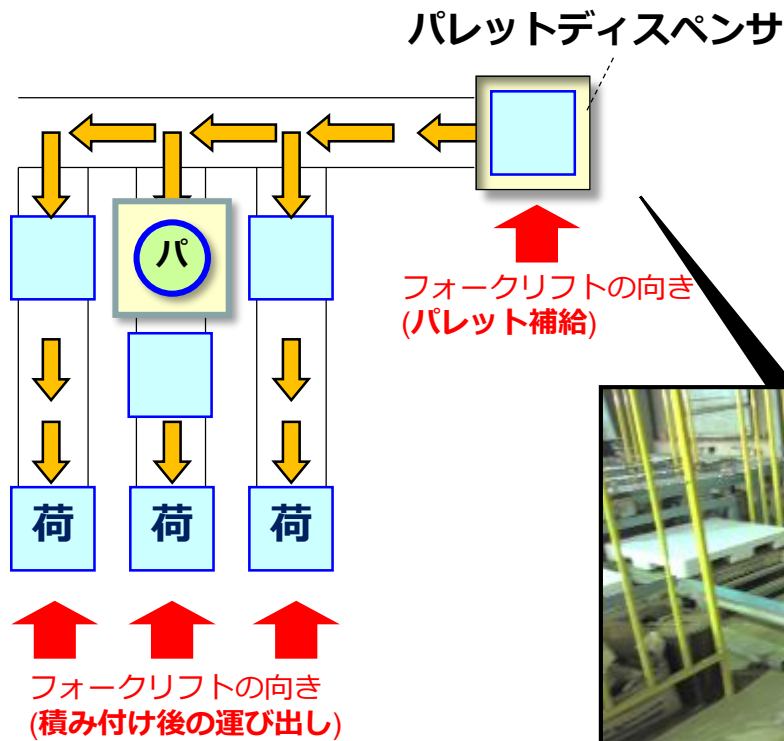 パレットディスペンサ
パ
フォークリフトの向き
(パレット補給)
荷 荷 荷
フォークリフトの向き
(積み付け後の運び出し)